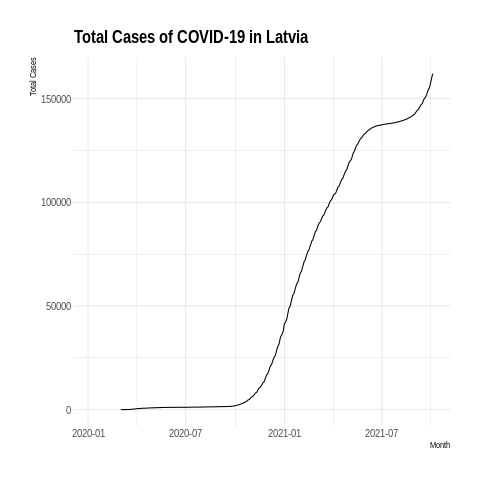 Total Cases of COVID-19 in Latvia
Total Cases
150000
100000
50000
0
2020-01 2020-07 2021-01 2021-07
Month